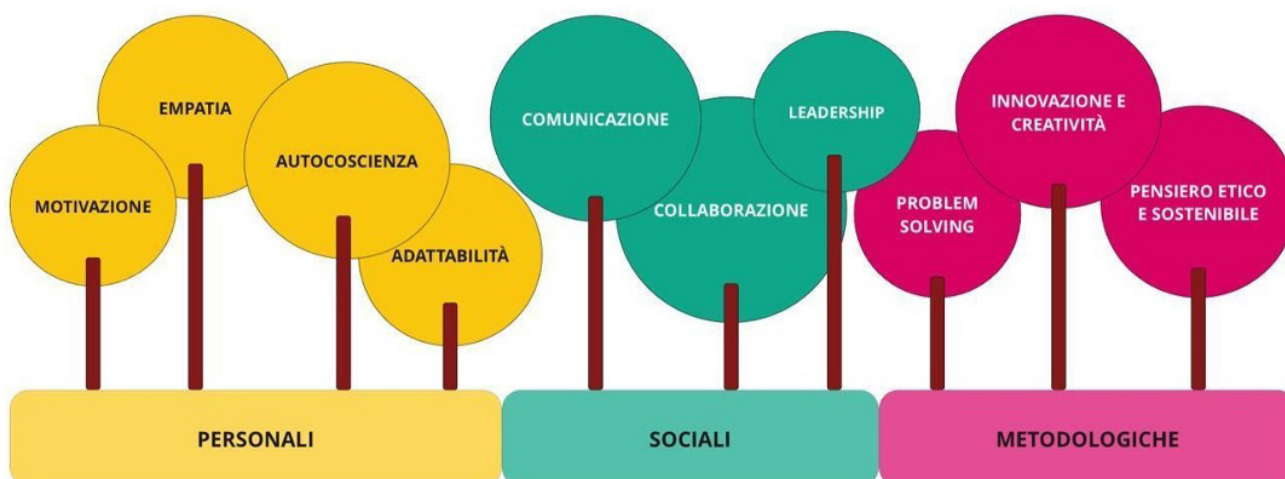 MOTIVAZIONE
EMPATIA
AUTOCOSCIENZA
ADATTABILITÀ
PERSONALI
COMUNICAZIONE
COLLABORAZIONE
LEADERSHIP
SOCIALI
PROBLEM
SOLVING
INNOVAZIONE E
CREATIVITÀ
PENSIERO ETICO
E SOSTENIBILE
METODOLOGICHE